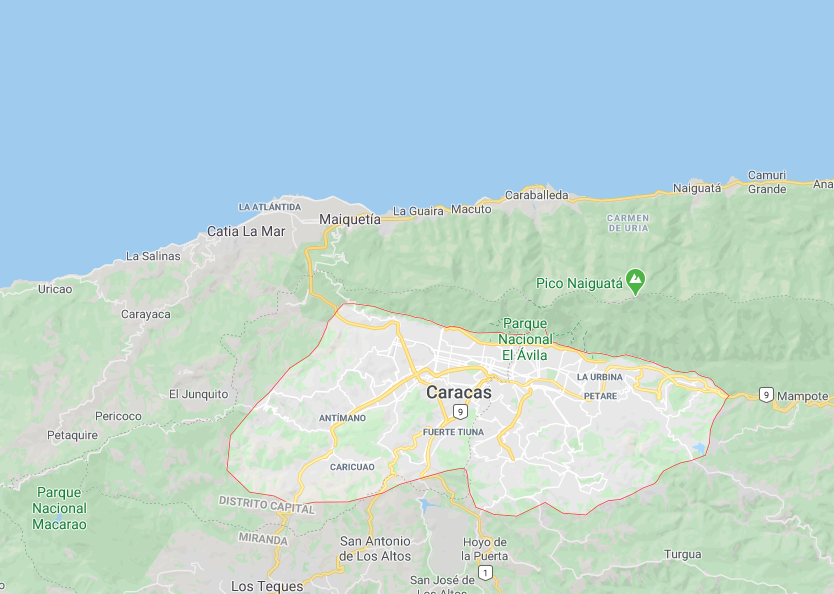 Camuri
Grande
Ana
Naiguatá
Caraballeda
LA ATLÁNTIDA
Macuto
La Guaira
Maiquetía
CARMEN
DE URIA
Catia La Mar
La Salinas
Pico Naiguatá
Uricao
Carayaca
Parque
Nacional
El Ávila
LA URBINA
El Junquito
Caracas
PETARE
9
Mampote
9
Pericoco
ANTÍMANO
FUERTE TIUNA
Petaquire
CARICUAO
Parque
Nacional
Macarao
DISTRITO CAPITAL
MIRANDA
San Antonio
de Los Altos
Hoyo de
la Puerta
Turgua
1
o
Los Teques
San José de
Los Altos